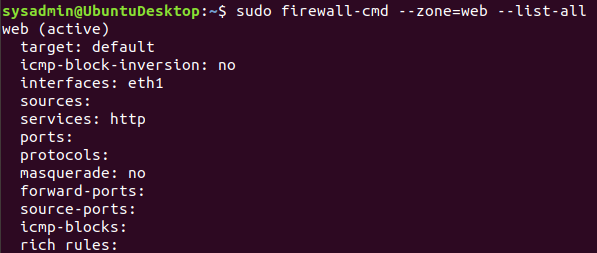 sysadmin@UbuntuDesktop:~$ sudo firewall-cmd --zone=web --list-all
web (active)
  target: default
  icmp-block-inversion: no
  interfaces: eth1
  sources:
  services: http
  ports:
  protocols:
  masquerade: no
  forward-ports:
  source-ports:
  icmp-blocks:
  rich rules: